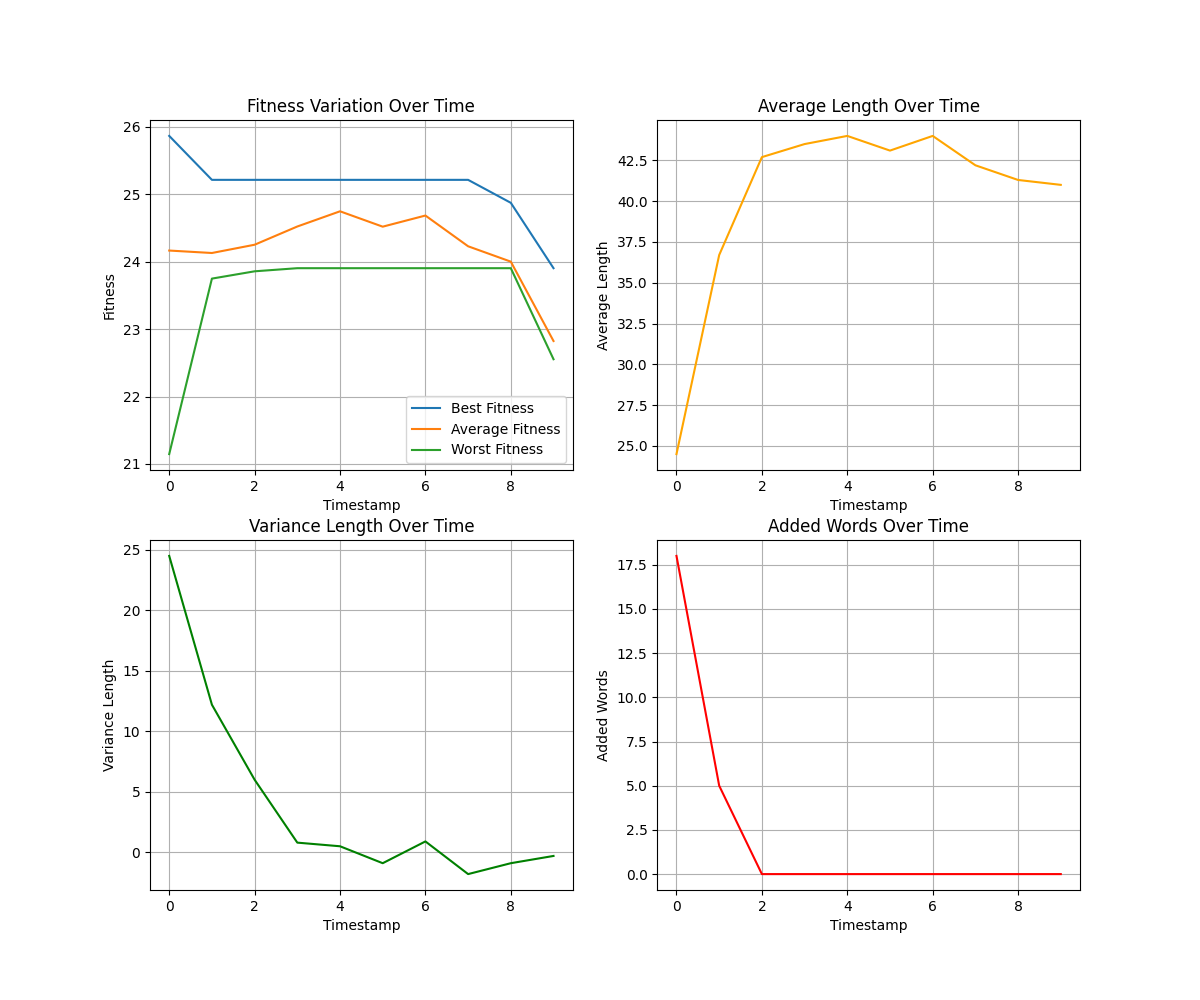 Fitness Variation Over Time
26
25
24
23
22
21
Fitness
0 2 4 6 8
Timestamp
Best Fitness
Average Fitness
Worst Fitness
Average Length Over Time
42.5
40.0
37.5
35.0
32.5
30.0
27.5
25.0
Average Length
0 2 4 6 8
Timestamp
Variance Length Over Time
25
20
15
10
5
0
Variance Length
0 2 4 6 8
Timestamp
Added Words Over Time
17.5
15.0
12.5
10.0
7.5
5.0
2.5
0.0
Added Words
0 2 4 6 8
Timestamp